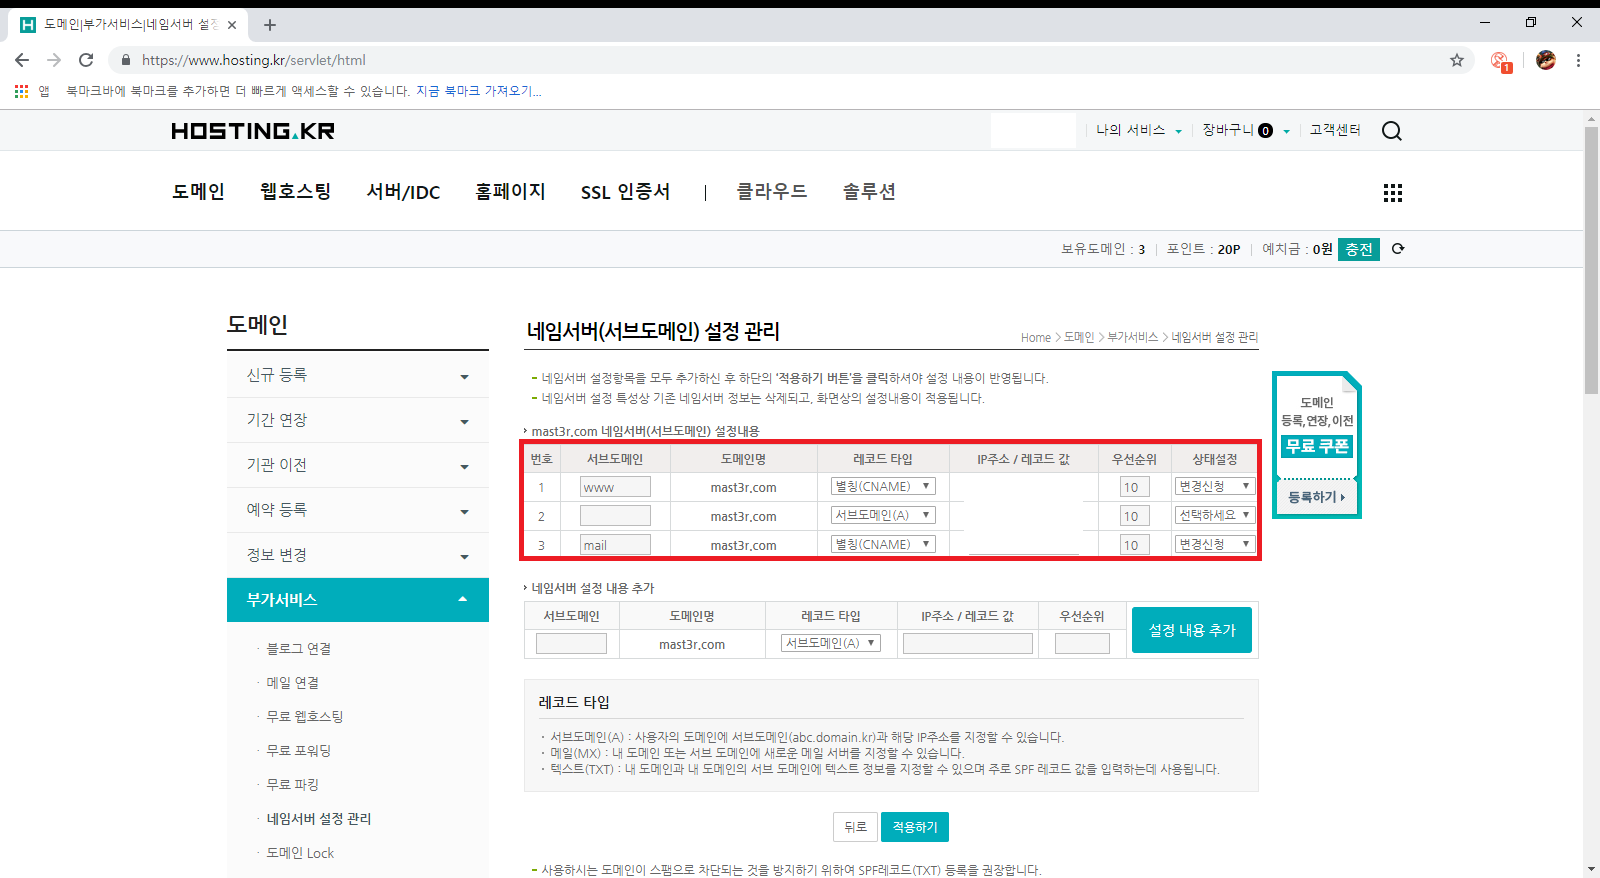 도메인|부가서비스|네임서버 설정
https://www.hosting.kr/servlet/html
1
앱 북마크바에 북마크를 추가하면 더 빠르게 액세스할 수 있습니다. 지금 북마크 가져오기...
HOSTING.KR
나의 서비스 장바구니 0 고객센터
도메인 웹호스팅 서버/IDC 홈페이지 SSL 인증서 | 클라우드 솔루션
보유도메인 : 3 포인트 : 20P 예치금 : 0원 충전
도메인
신규 등록
기간 연장
기관 이전
예약 등록
정보 변경
부가서비스
· 블로그 연결
· 메일 연결
· 무료 웹호스팅
· 무료 포워딩
· 무료 파킹
· 네임서버 설정 관리
· 도메인 Lock
네임서버(서브도메인) 설정 관리
Home > 도메인 > 부가서비스 > 네임서버 설정 관리
네임서버 설정항목을 모두 추가하신 후 하단의 '적용하기 버튼'을 클릭하셔야 설정 내용이 반영됩니다.
네임서버 설정 특성상 기존 네임서버 정보는 삭제되고, 화면상의 설정내용이 적용됩니다.
mast3r.com 네임서버(서브도메인) 설정내용
번호 서브도메인 도메인명 레코드 타입 IP주소 / 레코드 값 우선순위 상태설정
1 www mast3r.com 별칭(CNAME) 10 변경신청
2 mast3r.com 서브도메인(A) 10 선택하세요
3 mail mast3r.com 별칭(CNAME) 10 변경신청
네임서버 설정 내용 추가
서브도메인 도메인명 레코드 타입 IP주소 / 레코드 값 우선순위
mast3r.com 서브도메인(A)
설정 내용 추가
레코드 타입
· 서브도메인(A) : 사용자의 도메인에 서브도메인(abc.domain.kr)과 해당 IP주소를 지정할 수 있습니다.
· 메일(MX) : 내 도메인 또는 서브 도메인에 새로운 메일 서버를 지정할 수 있습니다.
· 텍스트(TXT) : 내 도메인과 내 도메인의 서브 도메인에 텍스트 정보를 지정할 수 있으며 주로 SPF 레코드 값을 입력하는데 사용됩니다.
뒤로 적용하기
사용하시는 도메인이 스팸으로 차단되는 것을 방지하기 위하여 SPF레코드(TXT) 등록을 권장합니다.
도메인
등록,연장,이전
무료 쿠폰
등록하기